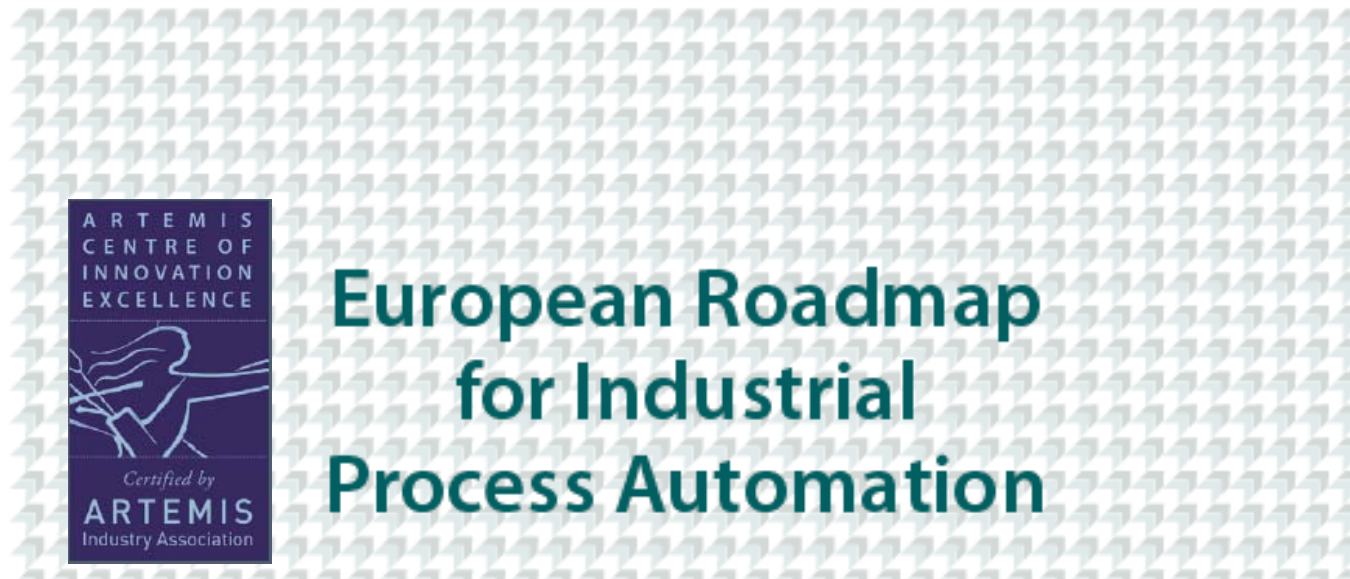 ARTEMIS
CENTRE OF
INNOVATION
EXCELLENCE
Certified by
ARTEMIS
Industry Association
European Roadmap
for Industrial
Process Automation